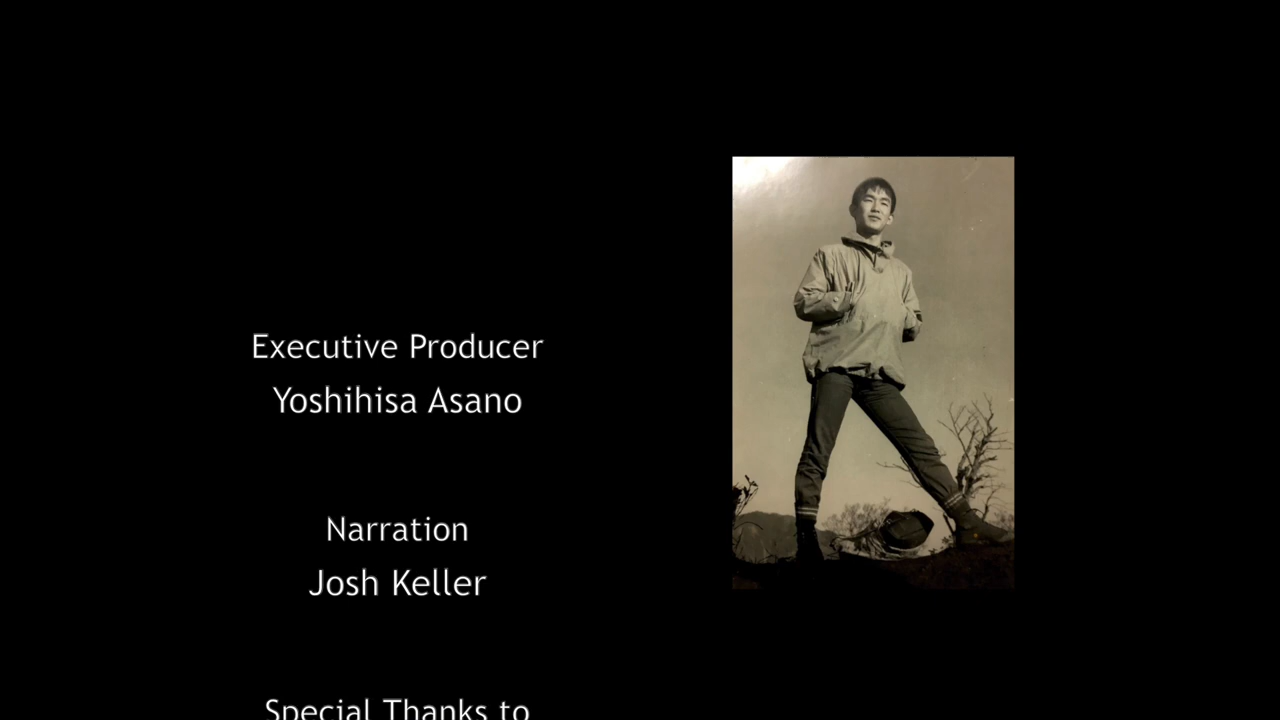 Executive Producer
Yoshihisa Asano
Narration
Josh Keller
Special Thanks to